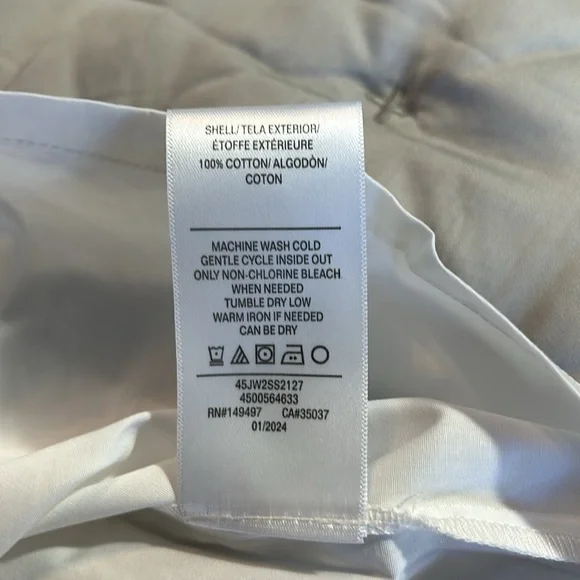 SHELL/TELA EXTERIOR/
ÉTOFFE EXTÉRIEURE
100% COTTON/ALGODÒN/
COTON
MACHINE WASH COLD
GENTLE CYCLE INSIDE OUT
ONLY NON-CHLORINE BLEACH
WHEN NEEDED
TUMBLE DRY LOW
WARM IRON IF NEEDED
CAN BE DRY
45JW2SS2127
4500564633
RN#149497 CA#35037
01/2024